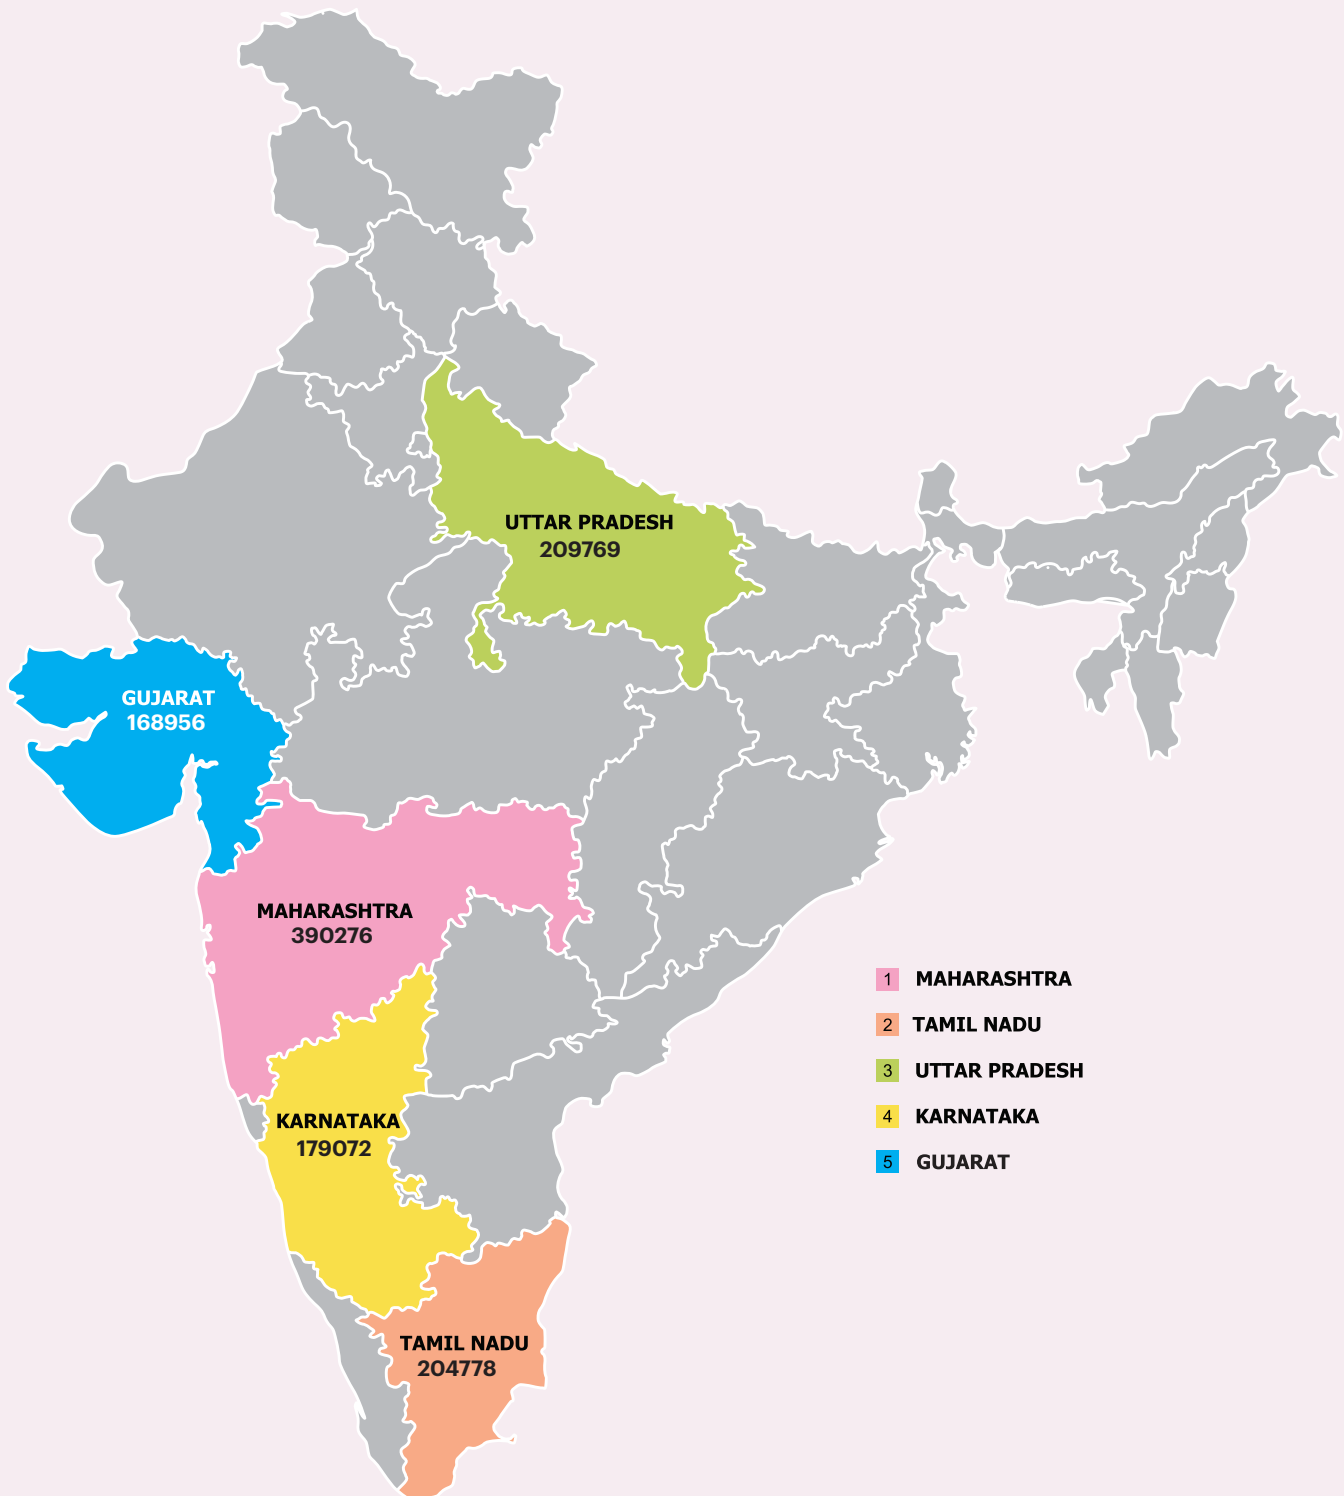 UTTAR PRADESH
209769
GUJARAT
168956
MAHARASHTRA
390276
KARNATAKA
179072
TAMIL NADU
204778
1 MAHARASHTRA
2 TAMIL NADU
3 UTTAR PRADESH
4 KARNATAKA
5 GUJARAT